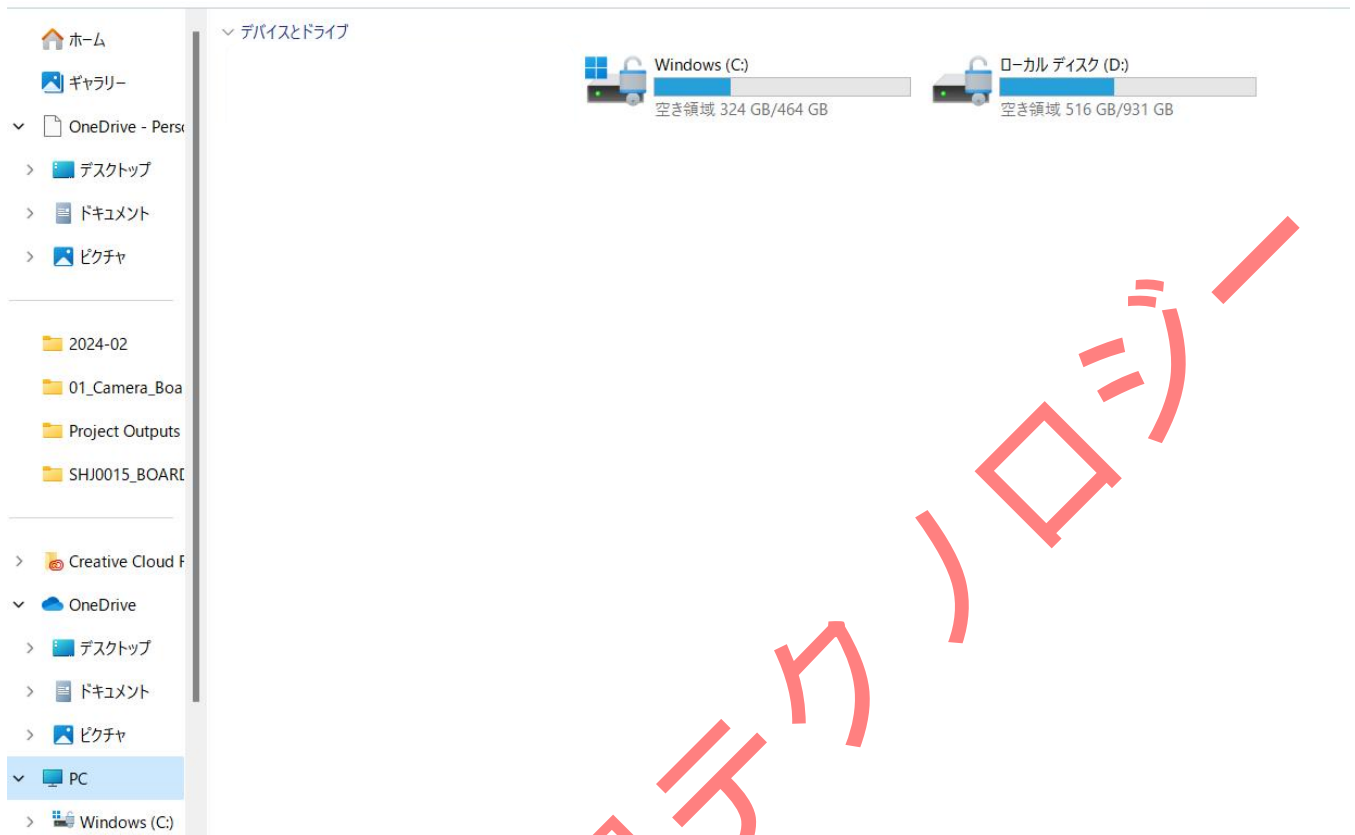 ホーム
ギャラリー
OneDrive - Perso
デスクトップ
ドキュメント
ピクチャ
2024-02
01_Camera_Boa
Project Outputs
SHJ0015_BOARD
Creative Cloud F
OneDrive
デスクトップ
ドキュメント
ピクチャ
PC
Windows (C:)
デバイスとドライブ
Windows (C:)
空き領域 324 GB/464 GB
ローカル ディスク (D:)
空き領域 516 GB/931 GB
テクノロジー